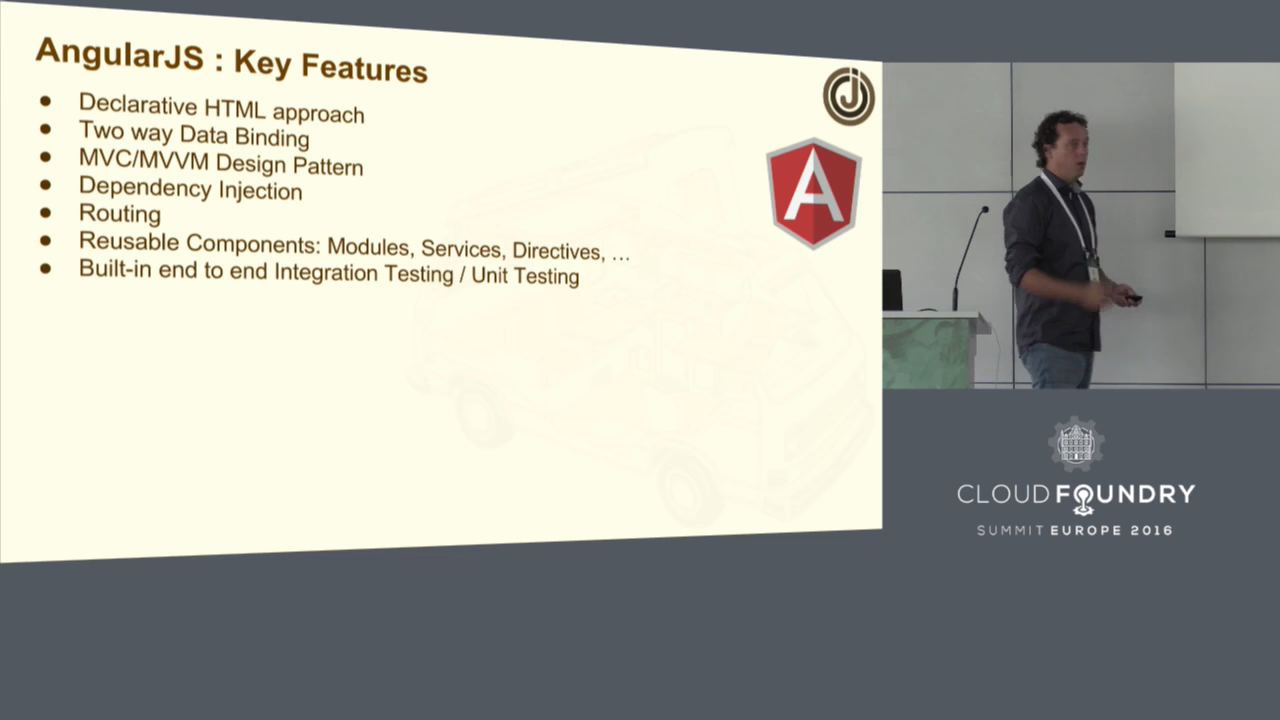 AngularJS : Key Features
Declarative HTML approach
Two way Data Binding
MVC/MVVM Design Pattern
Dependency Injection
Routing
Reusable Components: Modules, Services, Directives, ...
Built-in end to end Integration Testing / Unit Testing
CLOUD FOUNDRY
SUMMIT EUROPE 2016